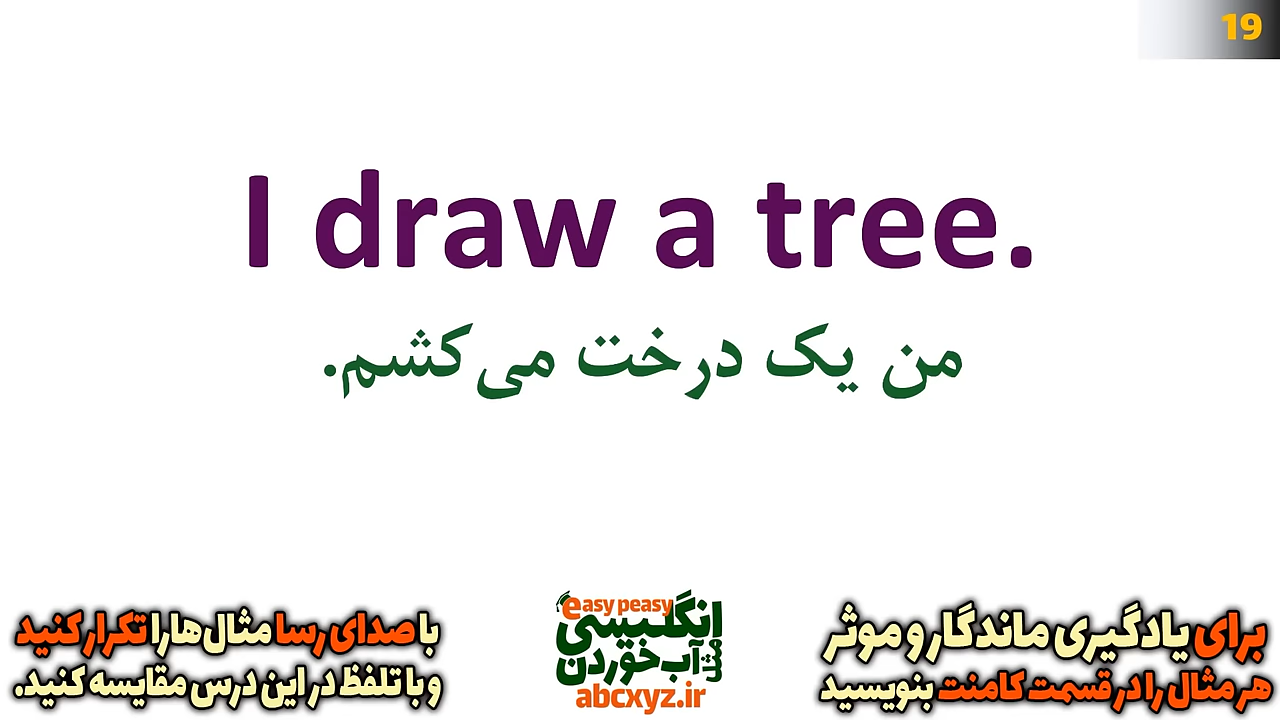 19
I draw a tree.
من یک درخت می‌کشم.
برای یادگیری ماندگار و موثر
هر مثال را در قسمت کامنت بنویسید
easy peasy
انگلیسی
مثل آب خوردن
abcxyz.ir
با صدای رسا مثال‌ها را تکرار کنید
و با تلفظ در این درس مقایسه کنید.